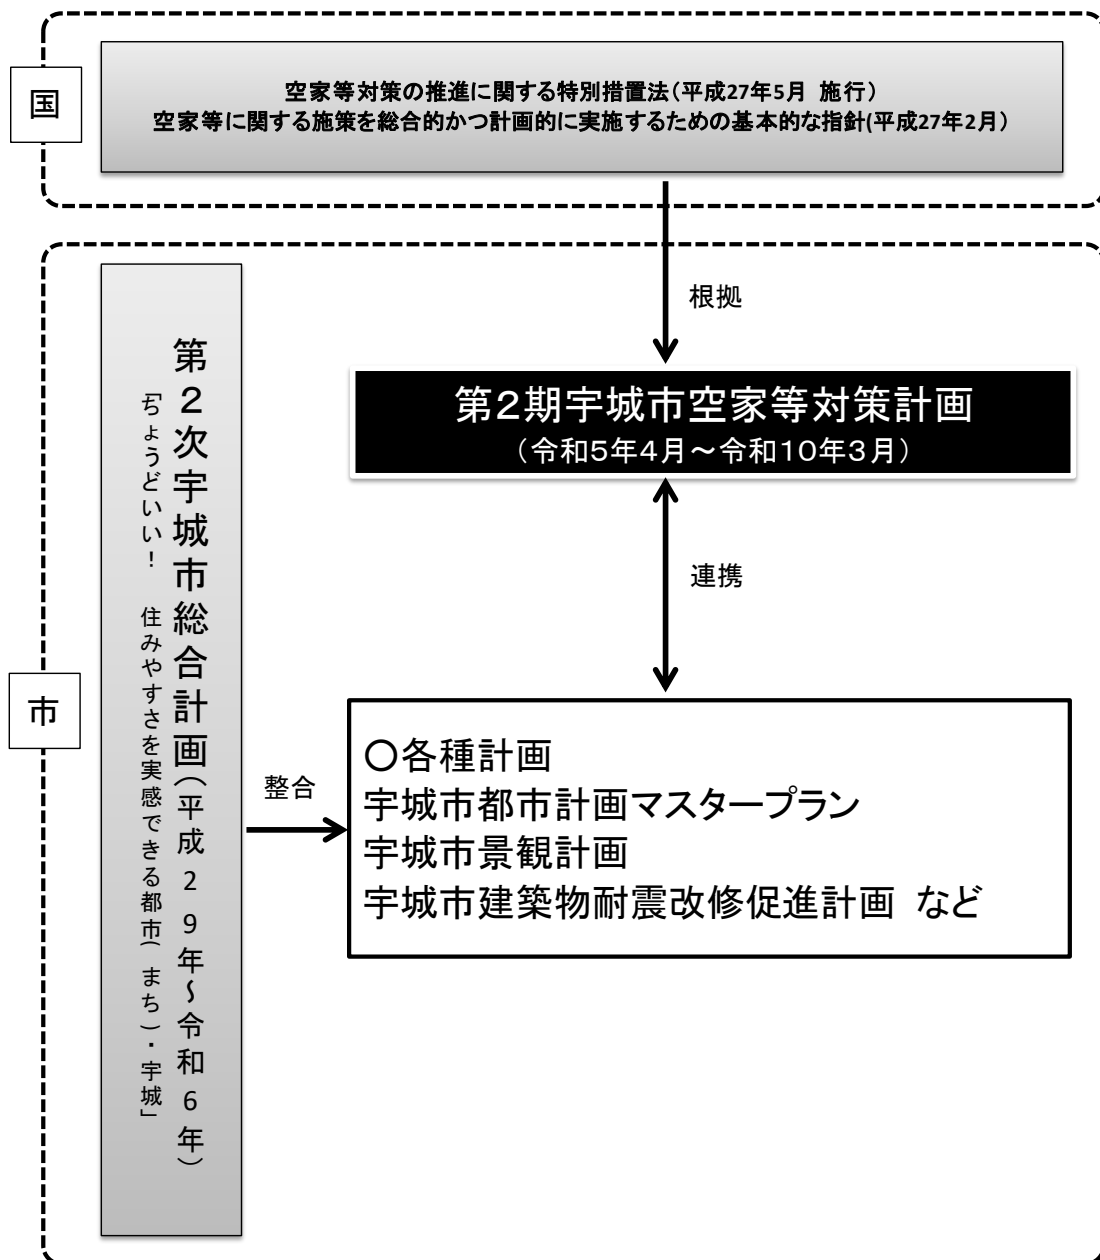 国
空家等対策の推進に関する特別措置法(平成27年5月 施行)
空家等に関する施策を総合的かつ計画的に実施するための基本的な指針(平成27年2月)
根拠
市
第2次宇城市総合計画(平成29年~令和6年)
「ちょうどいい! 住みやすさを実感できる都市(まち)・宇城」
第2期宇城市空家等対策計画
(令和5年4月~令和10年3月)
連携
整合
〇各種計画
宇城市都市計画マスタープラン
宇城市景観計画
宇城市建築物耐震改修促進計画 など